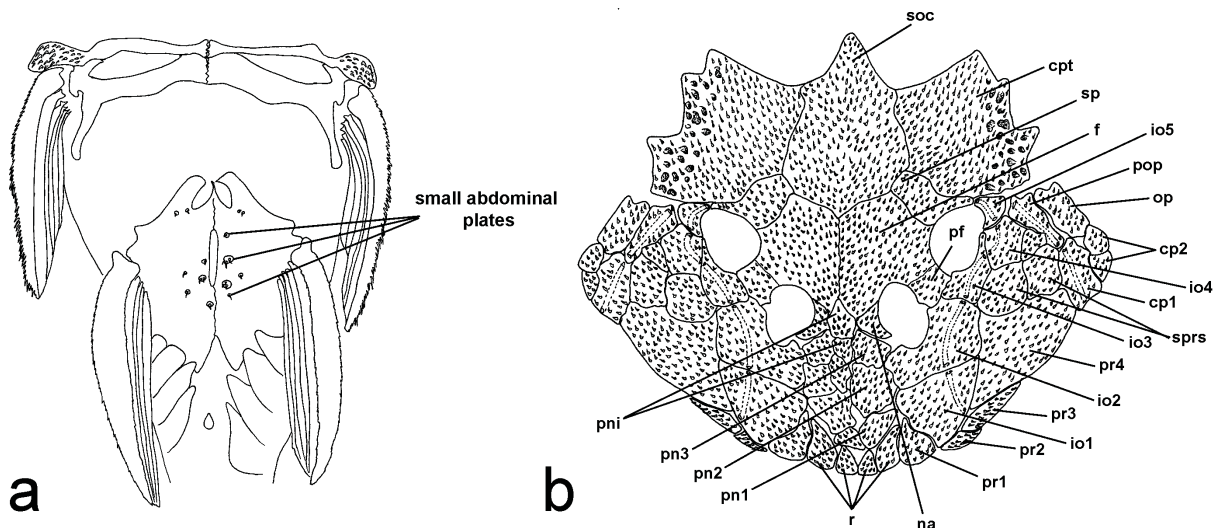 small abdominal
plates
a
soc
cpt
sp
f
io5
pop
op
pf
cp2
io4
cp1
sprs
io3
pr4
io2
pr3
io1
pr2
pr1
pni
pn3
pn2
pn1
r
na
b